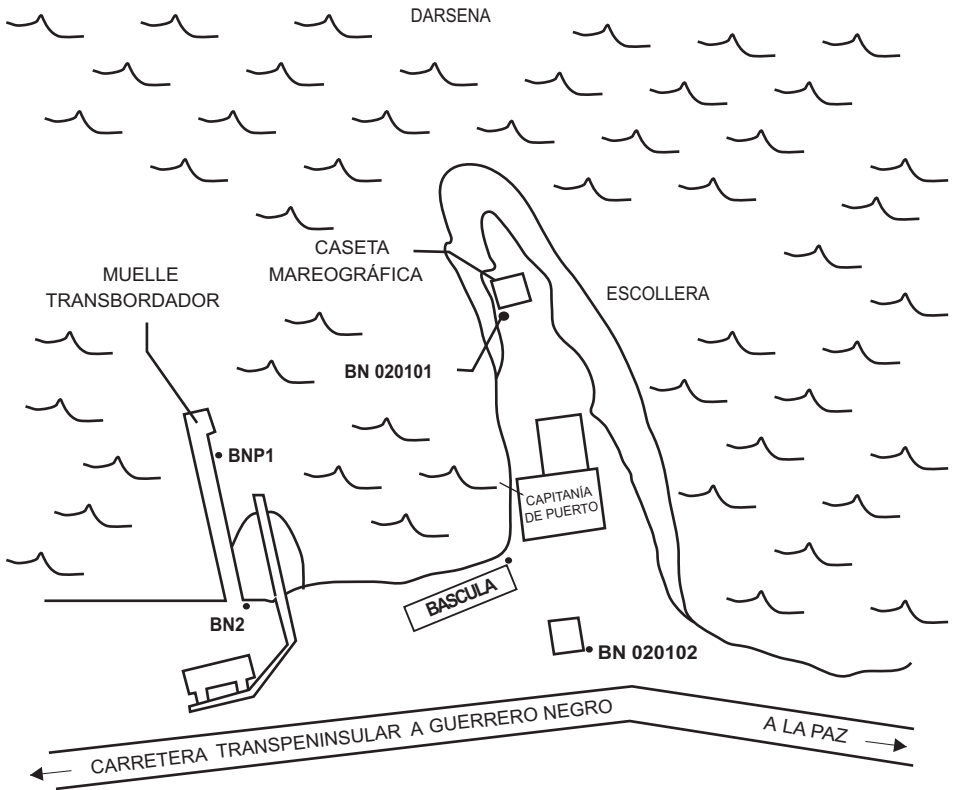 DARSENA
CASETA
MAREOGRÁFICA
MUELLE
TRANSBORDADOR
ESCOLLERA
BN 020101
BNP1
CAPITANÍA
DE PUERTO
BASCULA
BN2
BN 020102
CARRETERA TRANSPENINSULAR A GUERRERO NEGRO
A LA PAZ